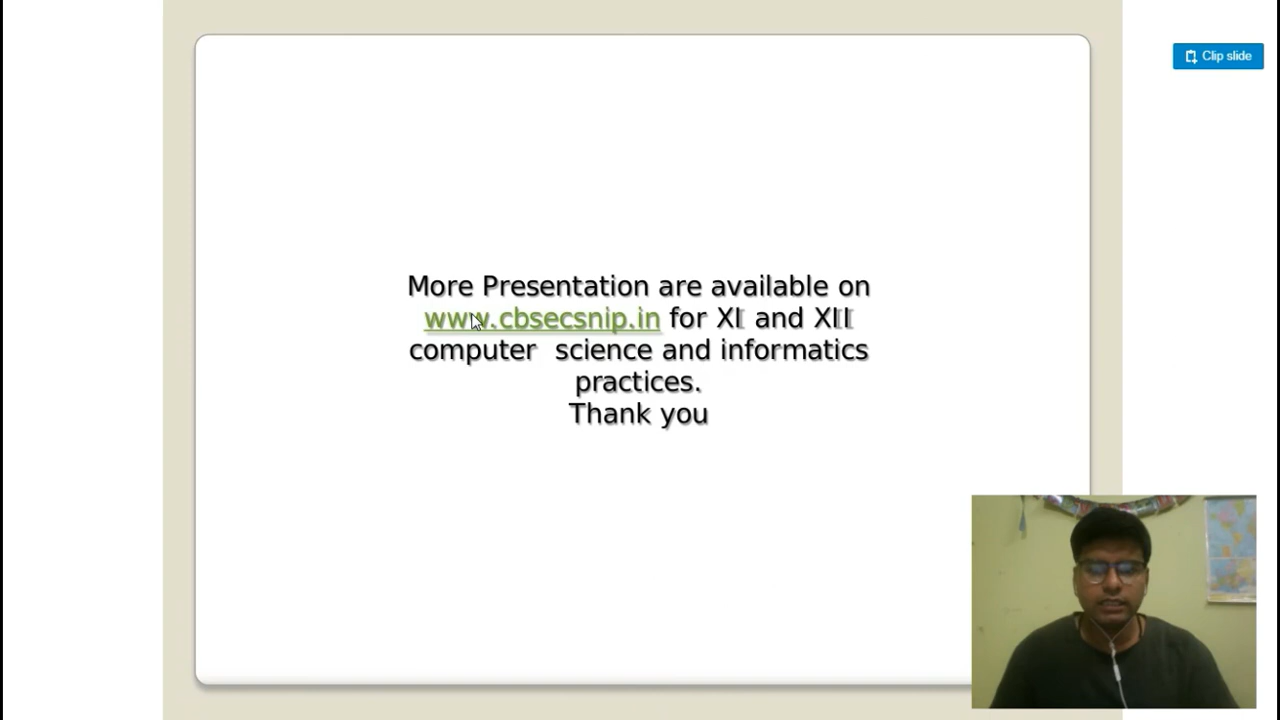 Clip slide
More Presentation are available on
www.cbsecsnip.in for XI and XII
computer science and informatics
practices.
Thank you